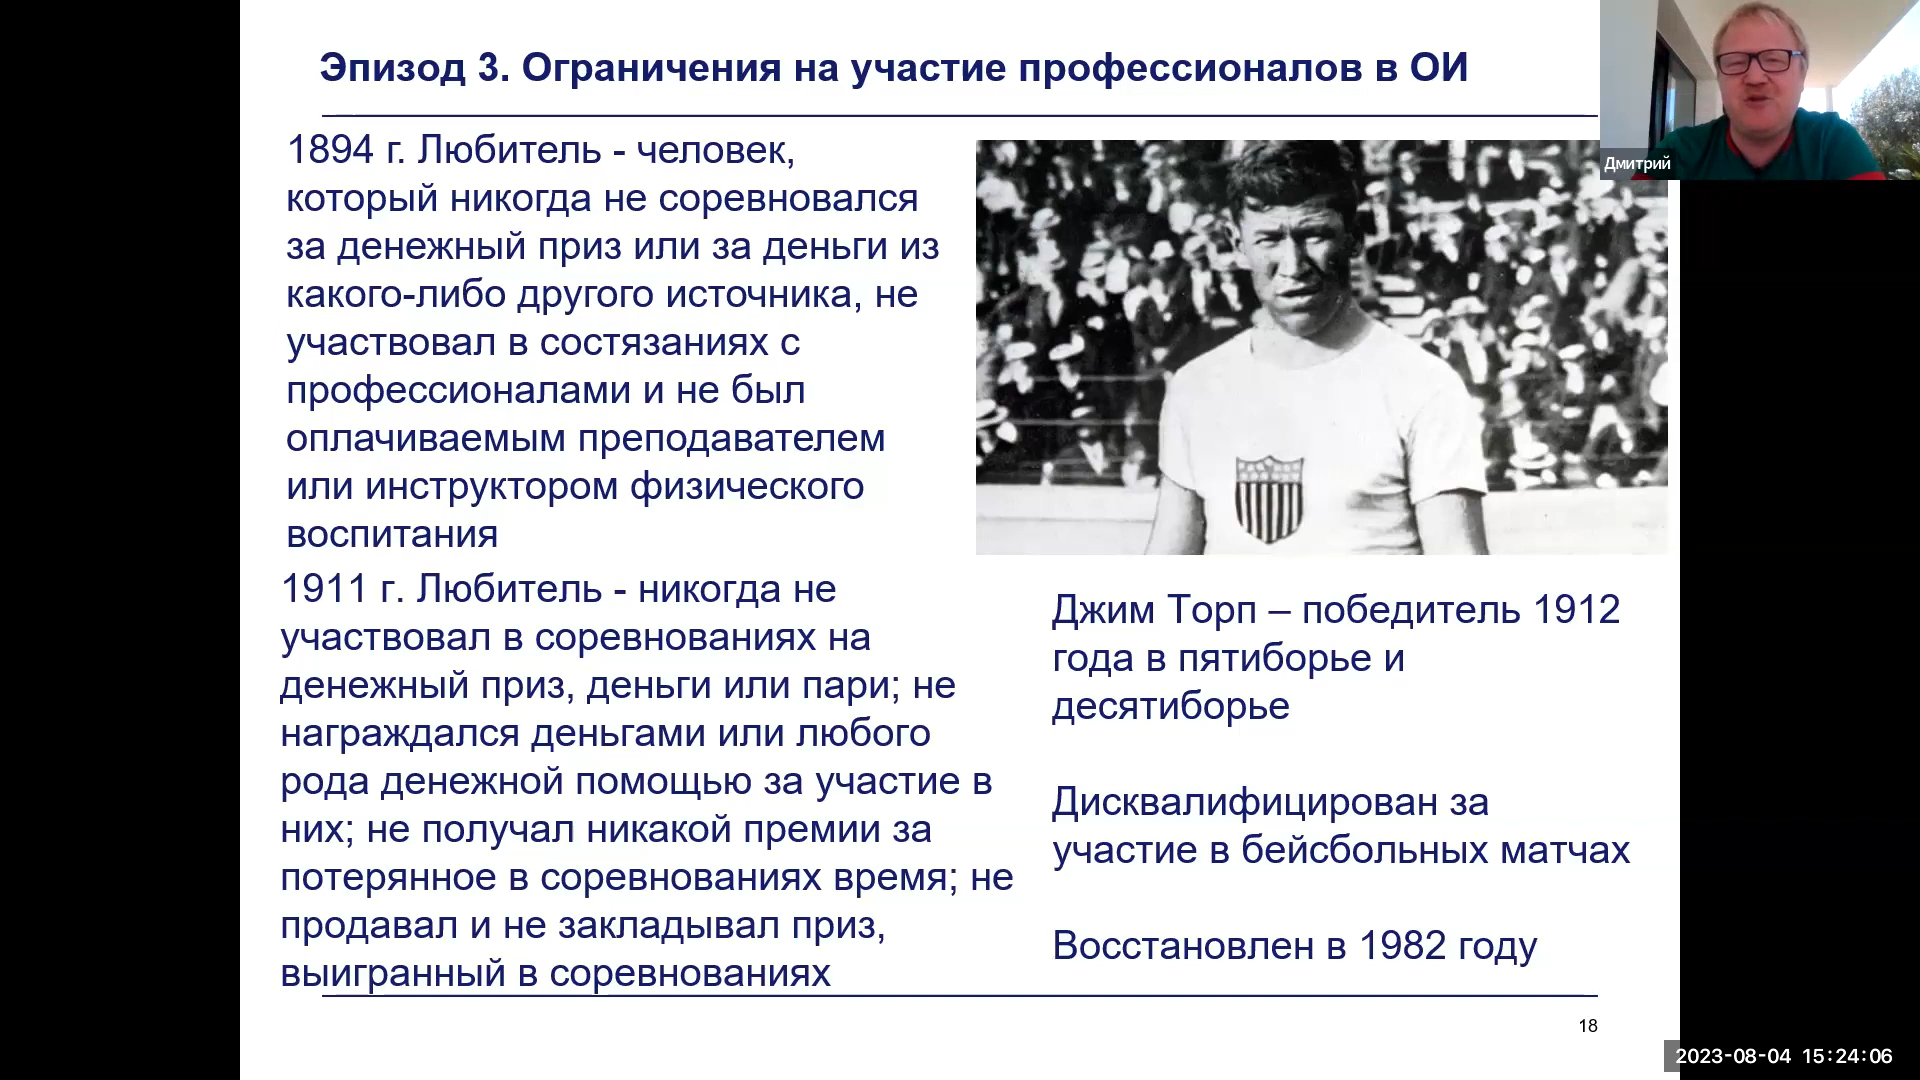 Эпизод 3. Ограничения на участие профессионалов в ОИ
Дмитрий
1894 г. Любитель - человек,
который никогда не соревновался
за денежный приз или за деньги из
какого-либо другого источника, не
участвовал в состязаниях с
профессионалами и не был
оплачиваемым преподавателем
или инструктором физического
воспитания
1911 г. Любитель - никогда не
участвовал в соревнованиях на
денежный приз, деньги или пари; не
награждался деньгами или любого
рода денежной помощью за участие в
них; не получал никакой премии за
потерянное в соревнованиях время; не
продавал и не закладывал приз,
выигранный в соревнованиях
Джим Торп – победитель 1912
года в пятиборье и
десятиборье
Дисквалифицирован за
участие в бейсбольных матчах
Восстановлен в 1982 году
18
2023-08-04 15:24:06